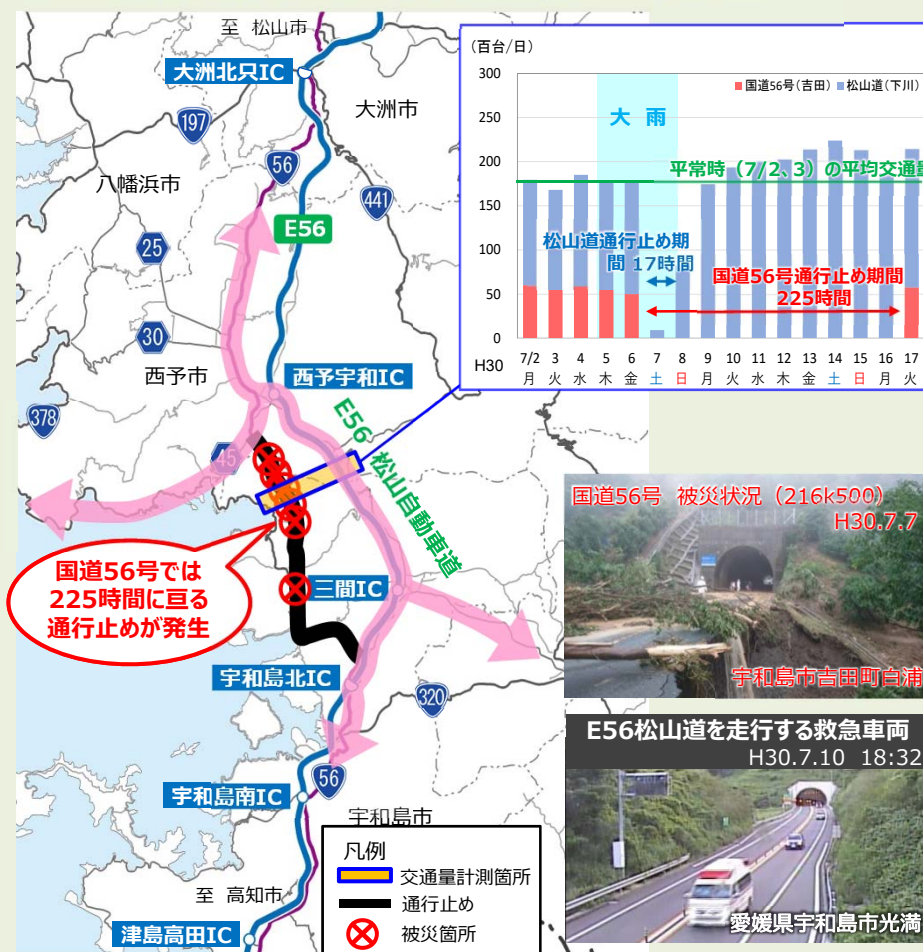 至 松山市
大洲北只IC
大洲市
197
56
八幡浜市
441
E56
25
30
西予市
西予宇和IC
378
45
E56 松山自動車道
国道56号では
225時間に亘る
通行止めが発生
三間IC
宇和島北IC
320
56
宇和島南IC
宇和島市
至 高知市
津島高田IC
凡例
交通量計測箇所
通行止め
被災箇所
(百台/日)
300
250
200
150
100
50
0
国道56号(吉田) 松山道(下川)
大 雨
平常時(7/2、3)の平均交通量
松山道通行止め期
間 17時間
国道56号通行止め期間
225時間
H30 7/2 3 4 5 6 7 8 9 10 11 12 13 14 15 16 17
月 火 水 木 金 土 日 月 火 水 木 金 土 日 月 火
国道56号 被災状況(216k500)
H30.7.7
宇和島市吉田町白浦
E56松山道を走行する救急車両
H30.7.10 18:32
愛媛県宇和島市光満